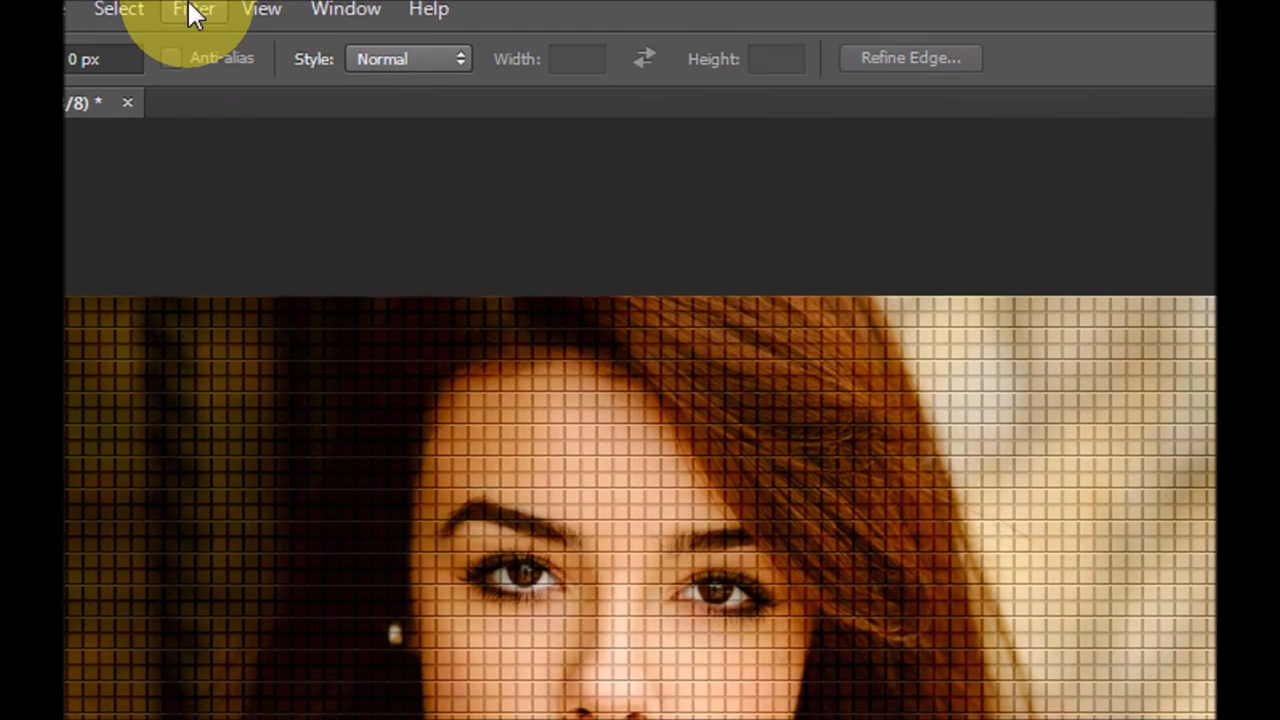 Select Filter View Window Help
0 px Anti-alias Style: Normal Width: Height: Refine Edge...
/8) * ×